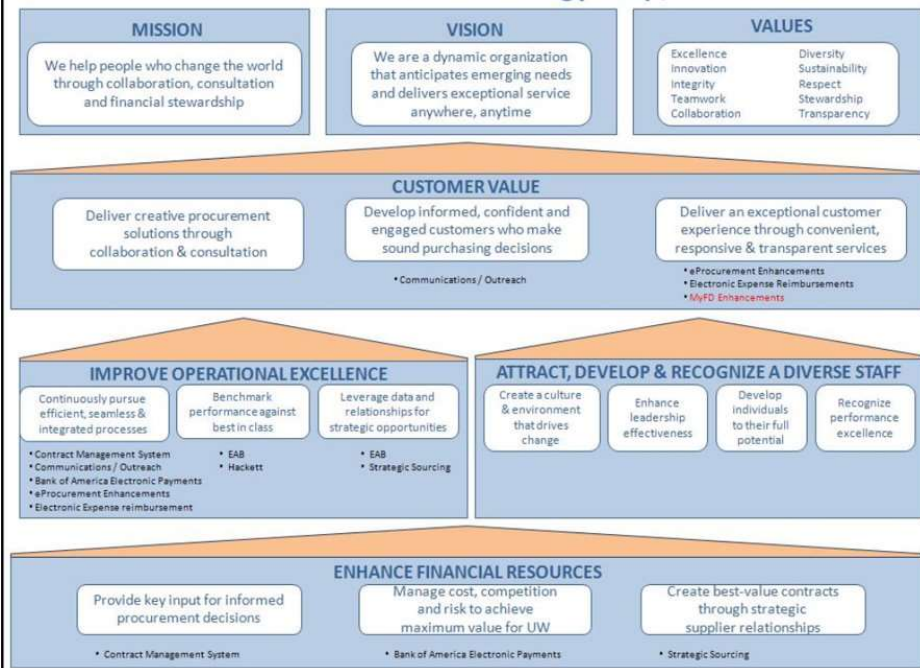 MISSION
We help people who change the world
through collaboration, consultation
and financial stewardship
VISION
We are a dynamic organization
that anticipates emerging needs
and delivers exceptional service
anywhere, anytime
VALUES
Excellence
Innovation
Integrity
Teamwork
Collaboration
Diversity
Sustainability
Respect
Stewardship
Transparency
CUSTOMER VALUE
Deliver creative procurement
solutions through
collaboration & consultation
Develop informed, confident and
engaged customers who make
sound purchasing decisions
• Communications / Outreach
Deliver an exceptional customer
experience through convenient,
responsive & transparent services
• eProcurement Enhancements
• Electronic Expense Reimbursements
• MyFD Enhancements
IMPROVE OPERATIONAL EXCELLENCE
Continuously pursue
efficient, seamless &
integrated processes
• Contract Management System
• Communications / Outreach
• Bank of America Electronic Payments
• eProcurement Enhancements
• Electronic Expense reimbursement
Benchmark
performance against
best in class
• EAB
• Hackett
Leverage data and
relationships for
strategic opportunities
• EAB
• Strategic Sourcing
ATTRACT, DEVELOP & RECOGNIZE A DIVERSE STAFF
Create a culture
& environment
that drives
change
Enhance
leadership
effectiveness
Develop
individuals
to their full
potential
Recognize
performance
excellence
ENHANCE FINANCIAL RESOURCES
Provide key input for informed
procurement decisions
• Contract Management System
Manage cost, competition
and risk to achieve
maximum value for UW
• Bank of America Electronic Payments
Create best-value contracts
through strategic
supplier relationships
• Strategic Sourcing